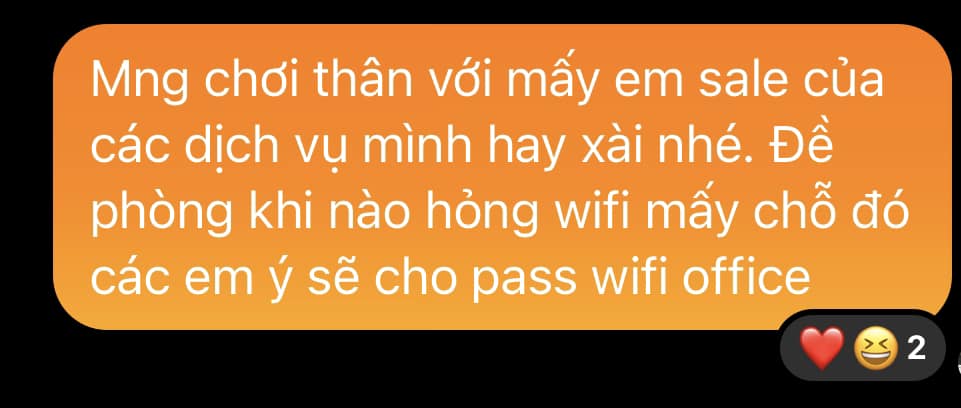 Mng chơi thân với mấy em sale của
các dịch vụ mình hay xài nhé. Đề
phòng khi nào hỏng wifi mấy chỗ đó
các em ý sẽ cho pass wifi office
2